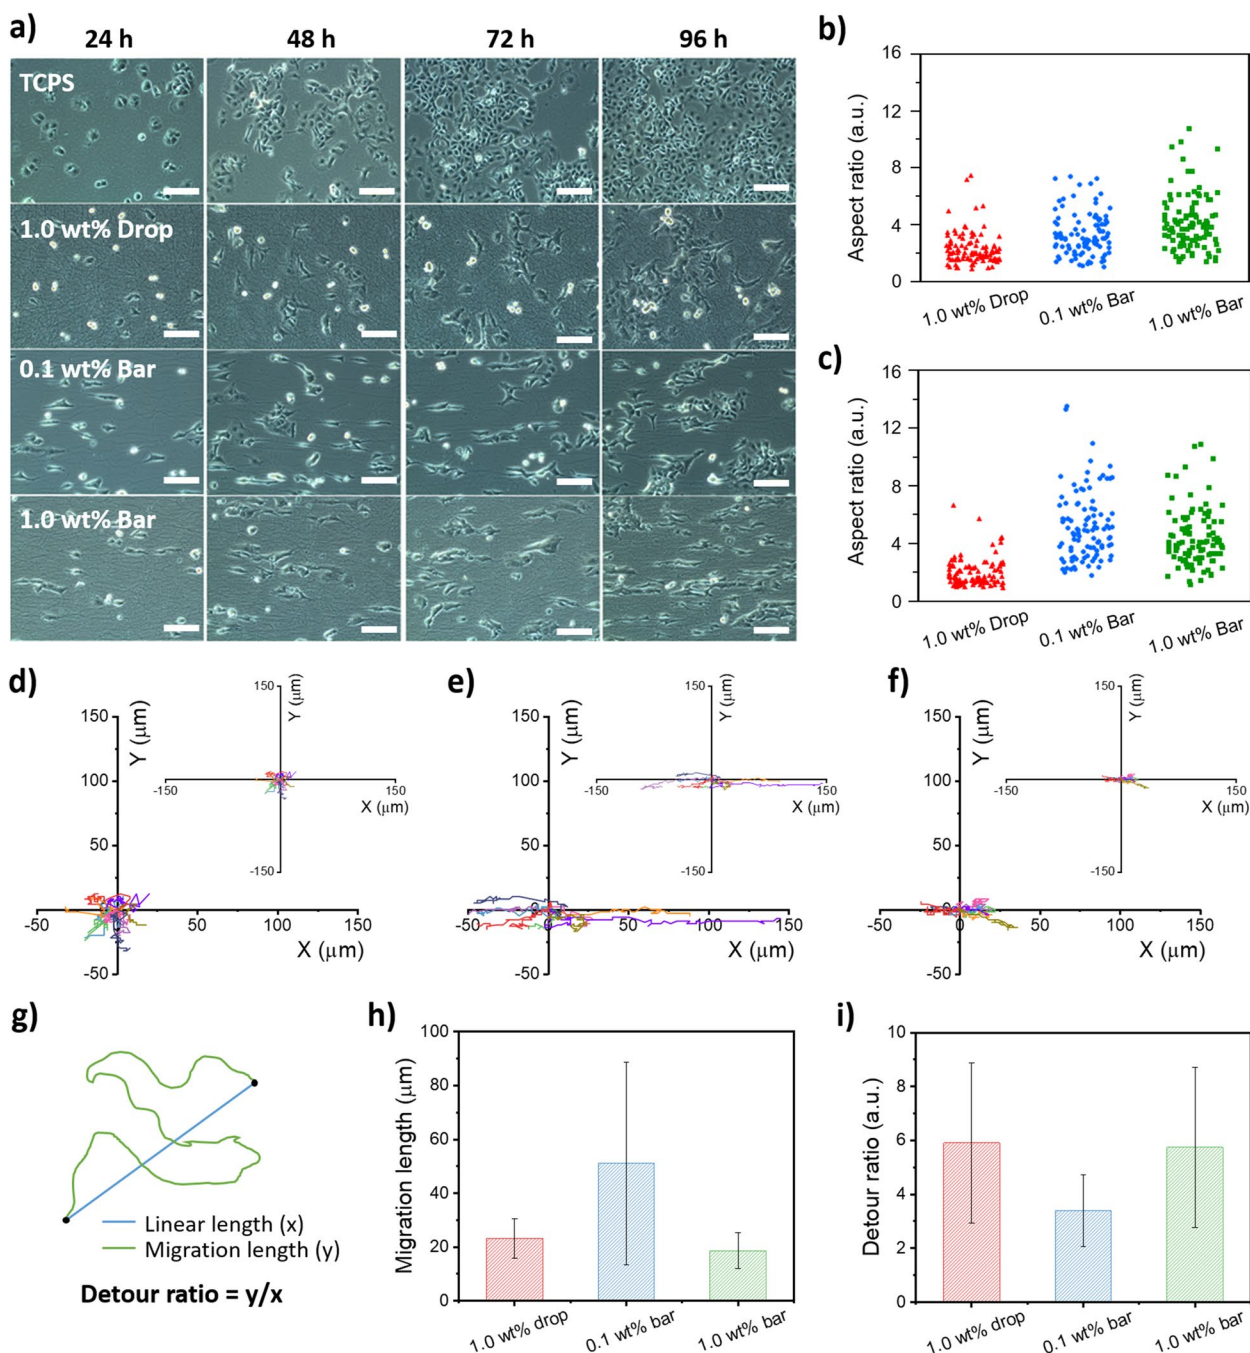 a)
24 h
48 h
72 h
96 h
TCPS
1.0 wt% Drop
0.1 wt% Bar
1.0 wt% Bar
b)
16
12
8
4
0
Aspect ratio (a.u.)
1.0 wt% Drop
0.1 wt% Bar
1.0 wt% Bar
c)
16
12
8
4
0
Aspect ratio (a.u.)
1.0 wt% Drop
0.1 wt% Bar
1.0 wt% Bar
d)
150
100
50
0
-50
Y (μm)
-50
0
50
100
150
X (μm)
150
Y (μm)
-150
150
X (μm)
-150
e)
150
100
50
0
-50
Y (μm)
-50
0
50
100
150
X (μm)
150
Y (μm)
-150
150
X (μm)
-150
f)
150
100
50
0
-50
Y (μm)
-50
0
50
100
150
X (μm)
150
Y (μm)
-150
150
X (μm)
-150
g)
Linear length (x)
Migration length (y)
Detour ratio = y/x
h)
100
80
60
40
20
0
Migration length (μm)
1.0 wt% drop
0.1 wt% bar
1.0 wt% bar
i)
10
8
6
4
2
0
Detour ratio (a.u.)
1.0 wt% drop
0.1 wt% bar
1.0 wt% bar